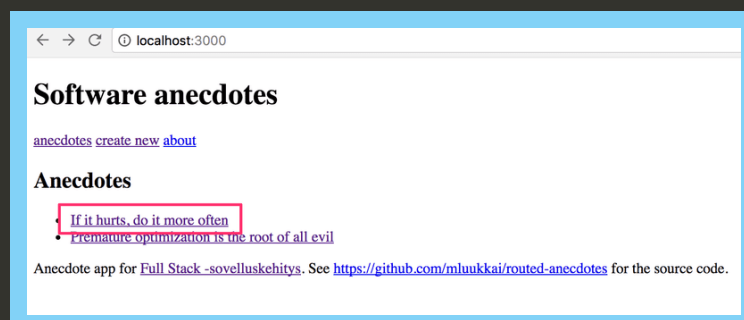 localhost:3000
Software anecdotes
anecdotes create new about
Anecdotes
If it hurts, do it more often
Premature optimization is the root of all evil
Anecdote app for Full Stack -sovelluskehitys. See https://github.com/mluukkai/routed-anecdotes for the source code.